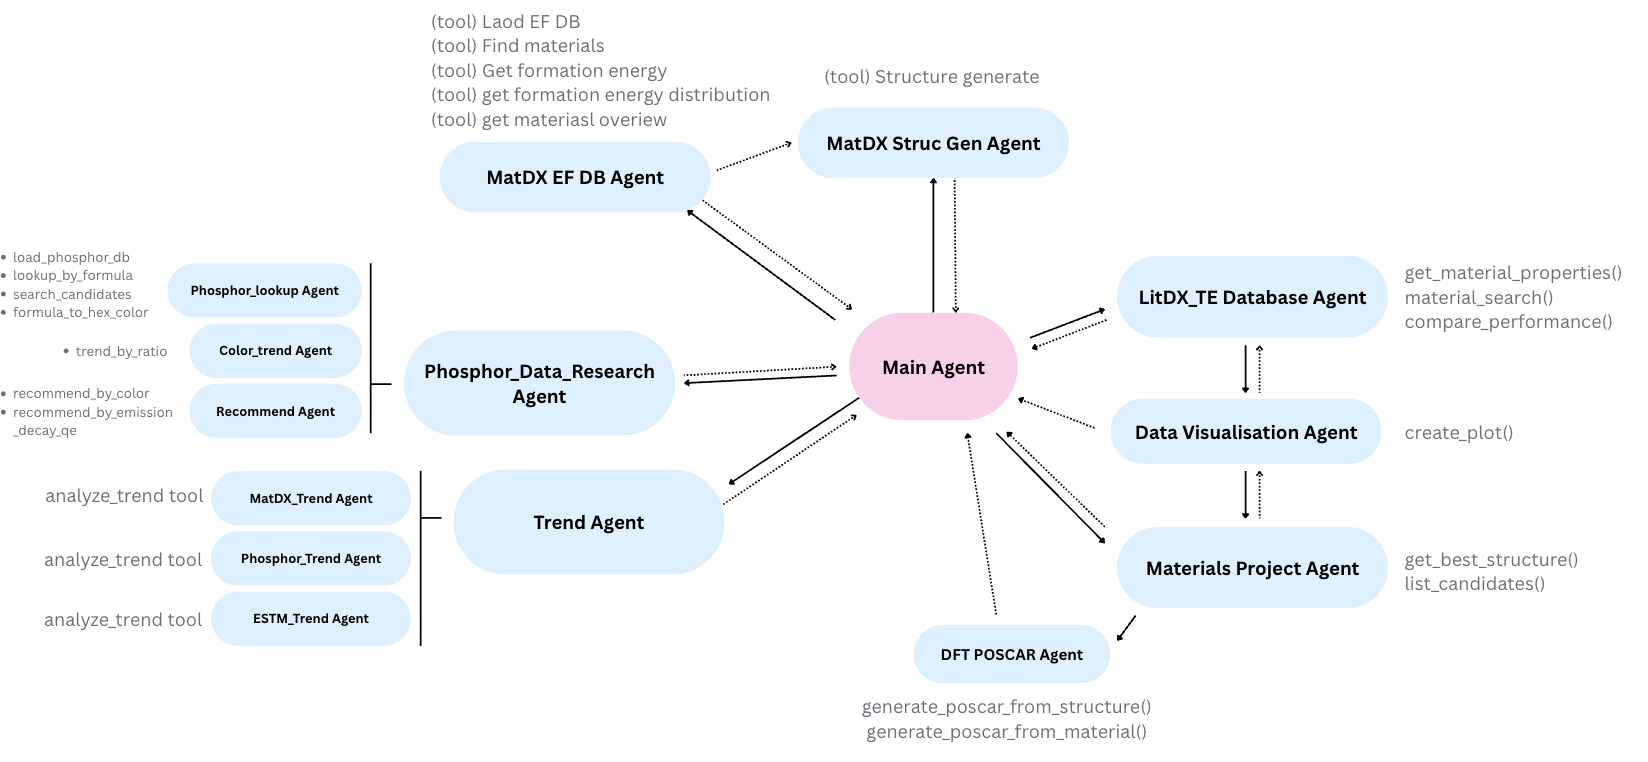 (tool) Laod EF DB
(tool) Find materials
(tool) Get formation energy
(tool) get formation energy distribution
(tool) get materiasl overiew
(tool) Structure generate
MatDX EF DB Agent
MatDX Struc Gen Agent
• load_phosphor_db
• lookup_by_formula
• search_candidates
• formula_to_hex_color
Phosphor_lookup Agent
• trend_by_ratio
Color_trend Agent
• recommend_by_color
• recommend_by_emission
_decay_qe
Recommend Agent
Phosphor_Data_Research
Agent
Main Agent
LitDX_TE Database Agent
get_material_properties()
material_search()
compare_performance()
Data Visualisation Agent
create_plot()
analyze_trend tool
MatDX_Trend Agent
analyze_trend tool
Phosphor_Trend Agent
analyze_trend tool
ESTM_Trend Agent
Trend Agent
Materials Project Agent
get_best_structure()
list_candidates()
DFT POSCAR Agent
generate_poscar_from_structure()
generate_poscar_from_material()